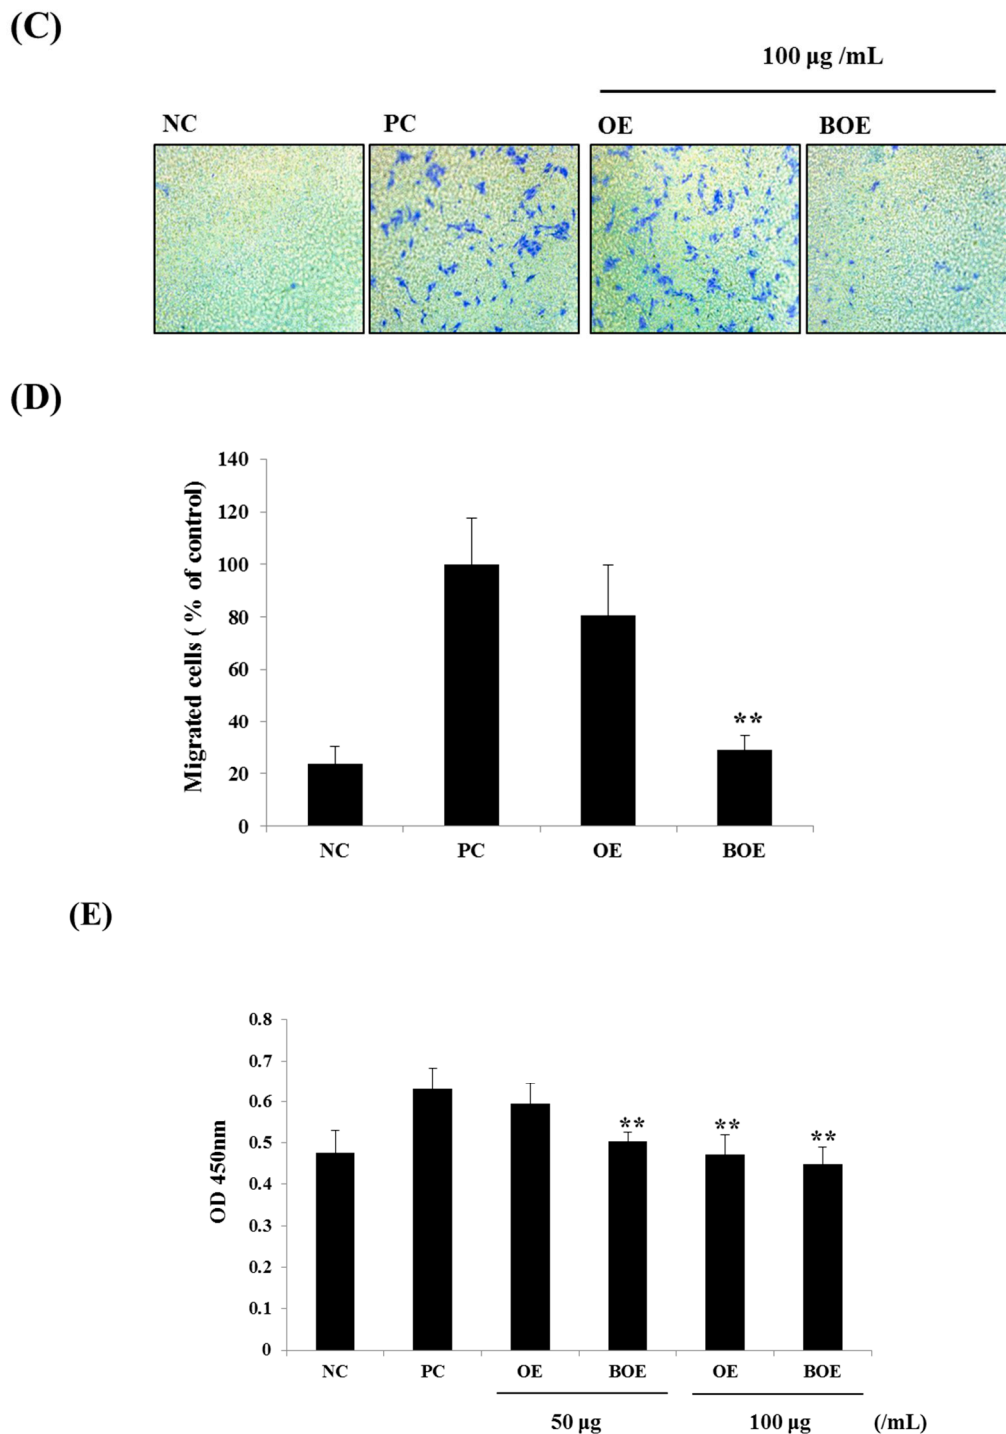 (C)
100 µg /mL
NC PC OE BOE
(D)
Migrated cells ( % of control)
140
120
100
80
60
40
20
0
**
NC PC OE BOE
(E)
OD 450nm
0.8
0.7
0.6
0.5
0.4
0.3
0.2
0.1
0
** ** **
NC PC OE BOE OE BOE
50 µg 100 µg (/mL)